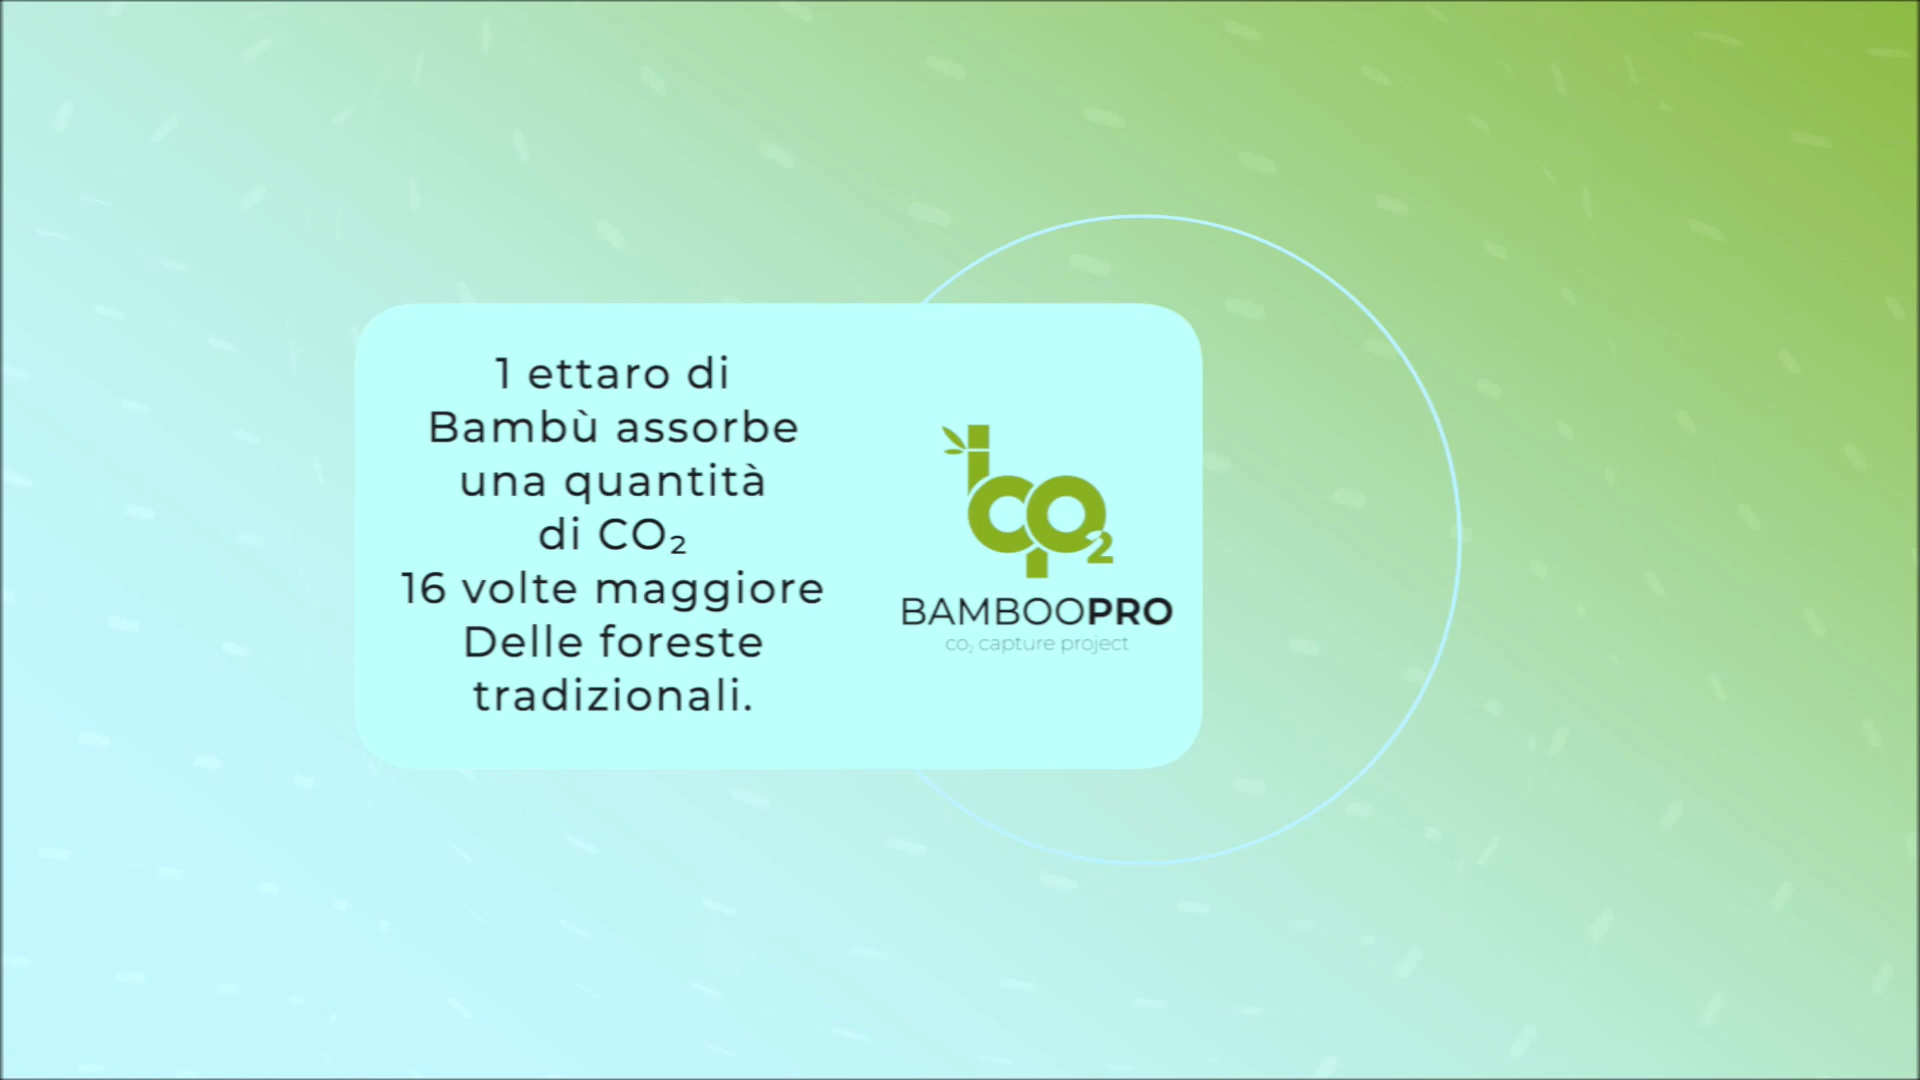 1 ettaro di
Bambù assorbe
una quantità
di CO₂
16 volte maggiore
Delle foreste
tradizionali.
co2
BAMBOOPRO
co₂ capture project